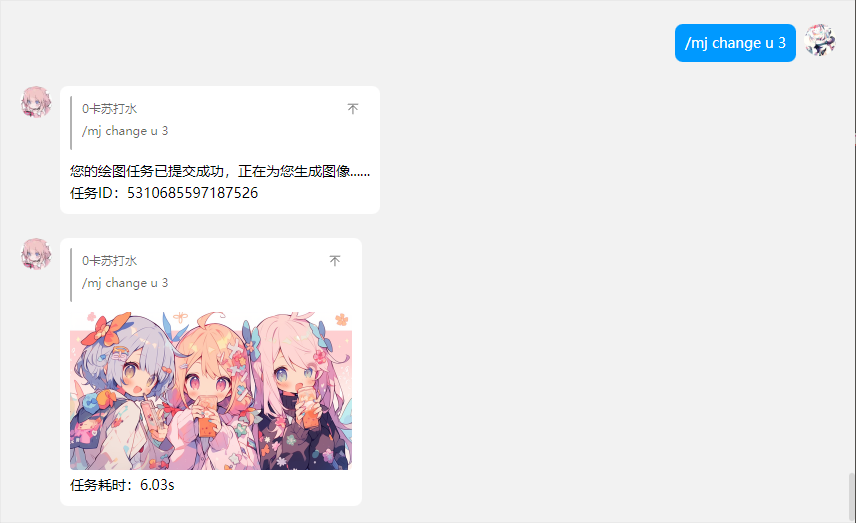 /mj change u 3
0卡苏打水
/mj change u 3
您的绘图任务已提交成功，正在为您生成图像......
任务ID：5310685597187526
0卡苏打水
/mj change u 3
任务耗时：6.03s